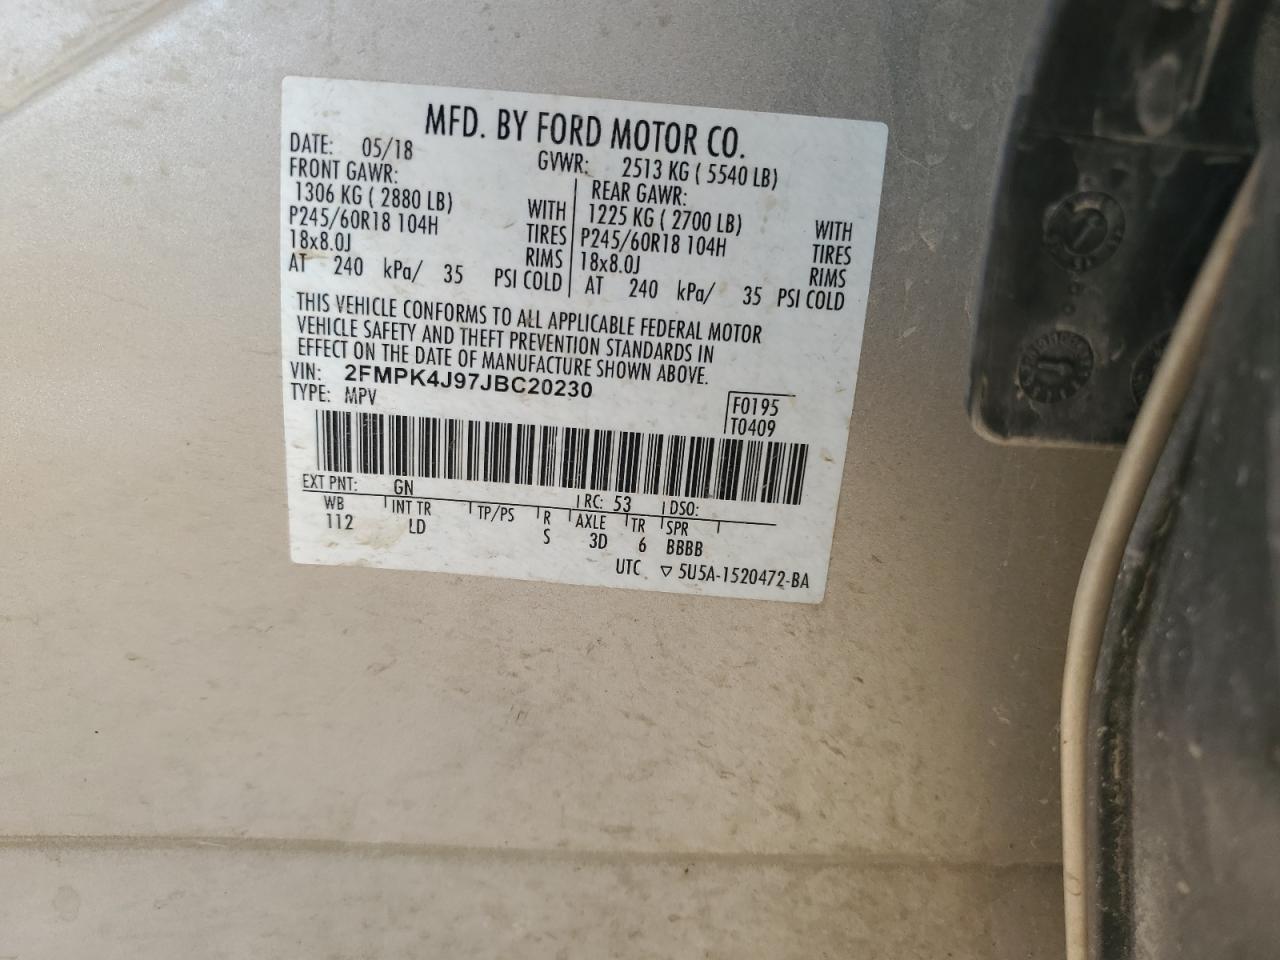 MFD. BY FORD MOTOR CO.
DATE: 05/18 GVWR: 2513 KG ( 5540 LB)
FRONT GAWR: REAR GAWR:
1306 KG ( 2880 LB) WITH 1225 KG ( 2700 LB) WITH
P245/60R18 104H TIRES P245/60R18 104H TIRES
18x8.0J RIMS 18x8.0J RIMS
AT 240 kPa/ 35 PSI COLD AT 240 kPa/ 35 PSI COLD
THIS VEHICLE CONFORMS TO ALL APPLICABLE FEDERAL MOTOR
VEHICLE SAFETY AND THEFT PREVENTION STANDARDS IN
EFFECT ON THE DATE OF MANUFACTURE SHOWN ABOVE.
VIN: 2FMPK4J97JBC20230
TYPE: MPV F0195
T0409
EXT PNT: GN RC: 53 DSO:
WB INT TR TP/PS R AXLE TR SPR
112 LD S 3D 6 BBBB
UTC ▽ 5U5A-1520472-BA